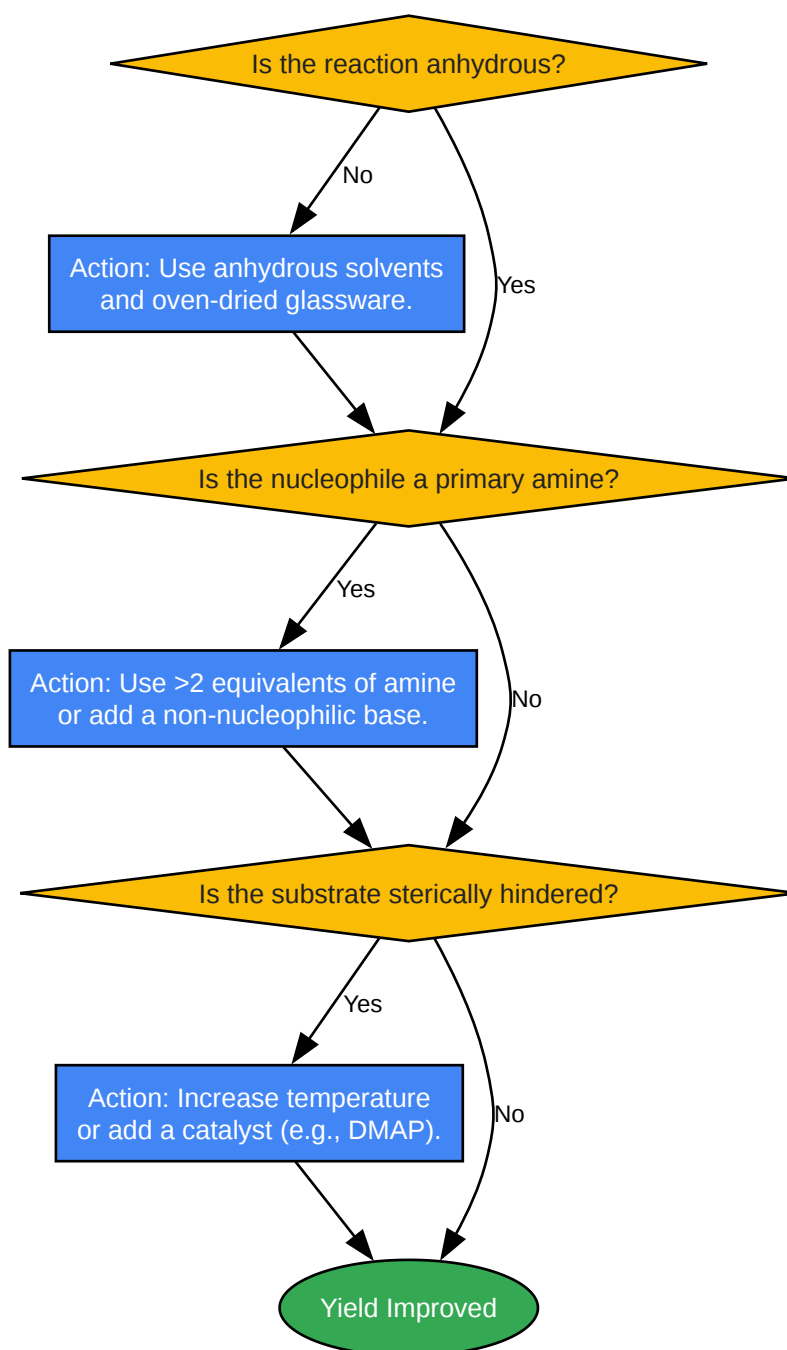 Is the reaction anhydrous?
No
Action: Use anhydrous solvents
and oven-dried glassware.
Yes
Is the nucleophile a primary amine?
Yes
Action: Use >2 equivalents of amine
or add a non-nucleophilic base.
No
Is the substrate sterically hindered?
Yes
Action: Increase temperature
or add a catalyst (e.g., DMAP).
No
Yield Improved